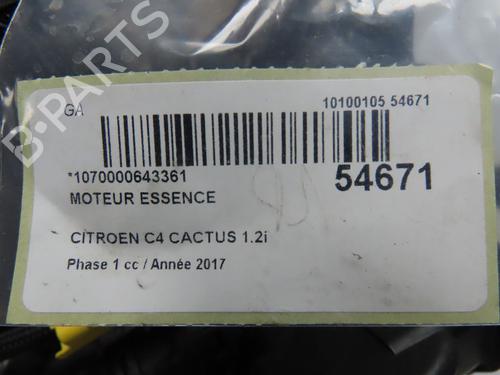 GA
10100105 54671
*1070000643361
54671
MOTEUR ESSENCE
CITROEN C4 CACTUS 1.2i
Phase 1 cc / Année 2017
B-PARTS